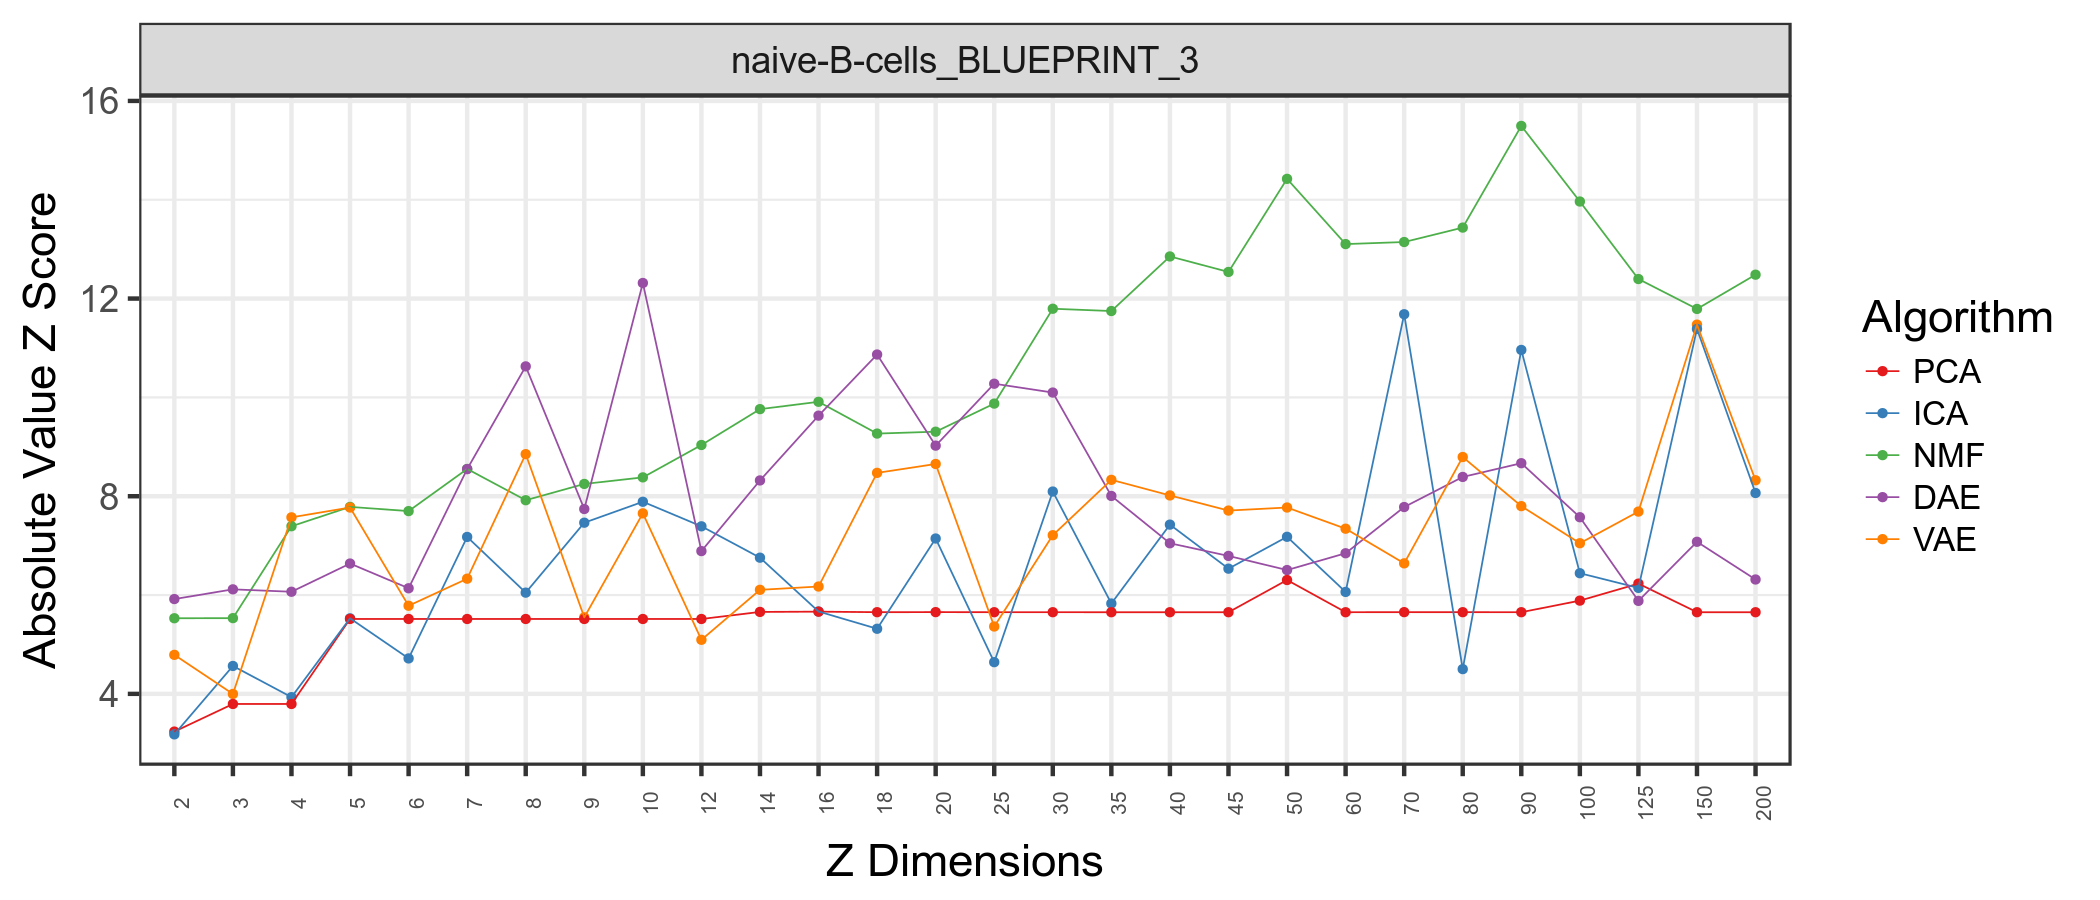 naive-B-cells_BLUEPRINT_3
16
12
8
4
Absolute Value Z Score
2 3 4 5 6 7 8 9 10 12 14 16 18 20 25 30 35 40 45 50 60 70 80 90 100 125 150 200
Z Dimensions
Algorithm
PCA
ICA
NMF
DAE
VAE